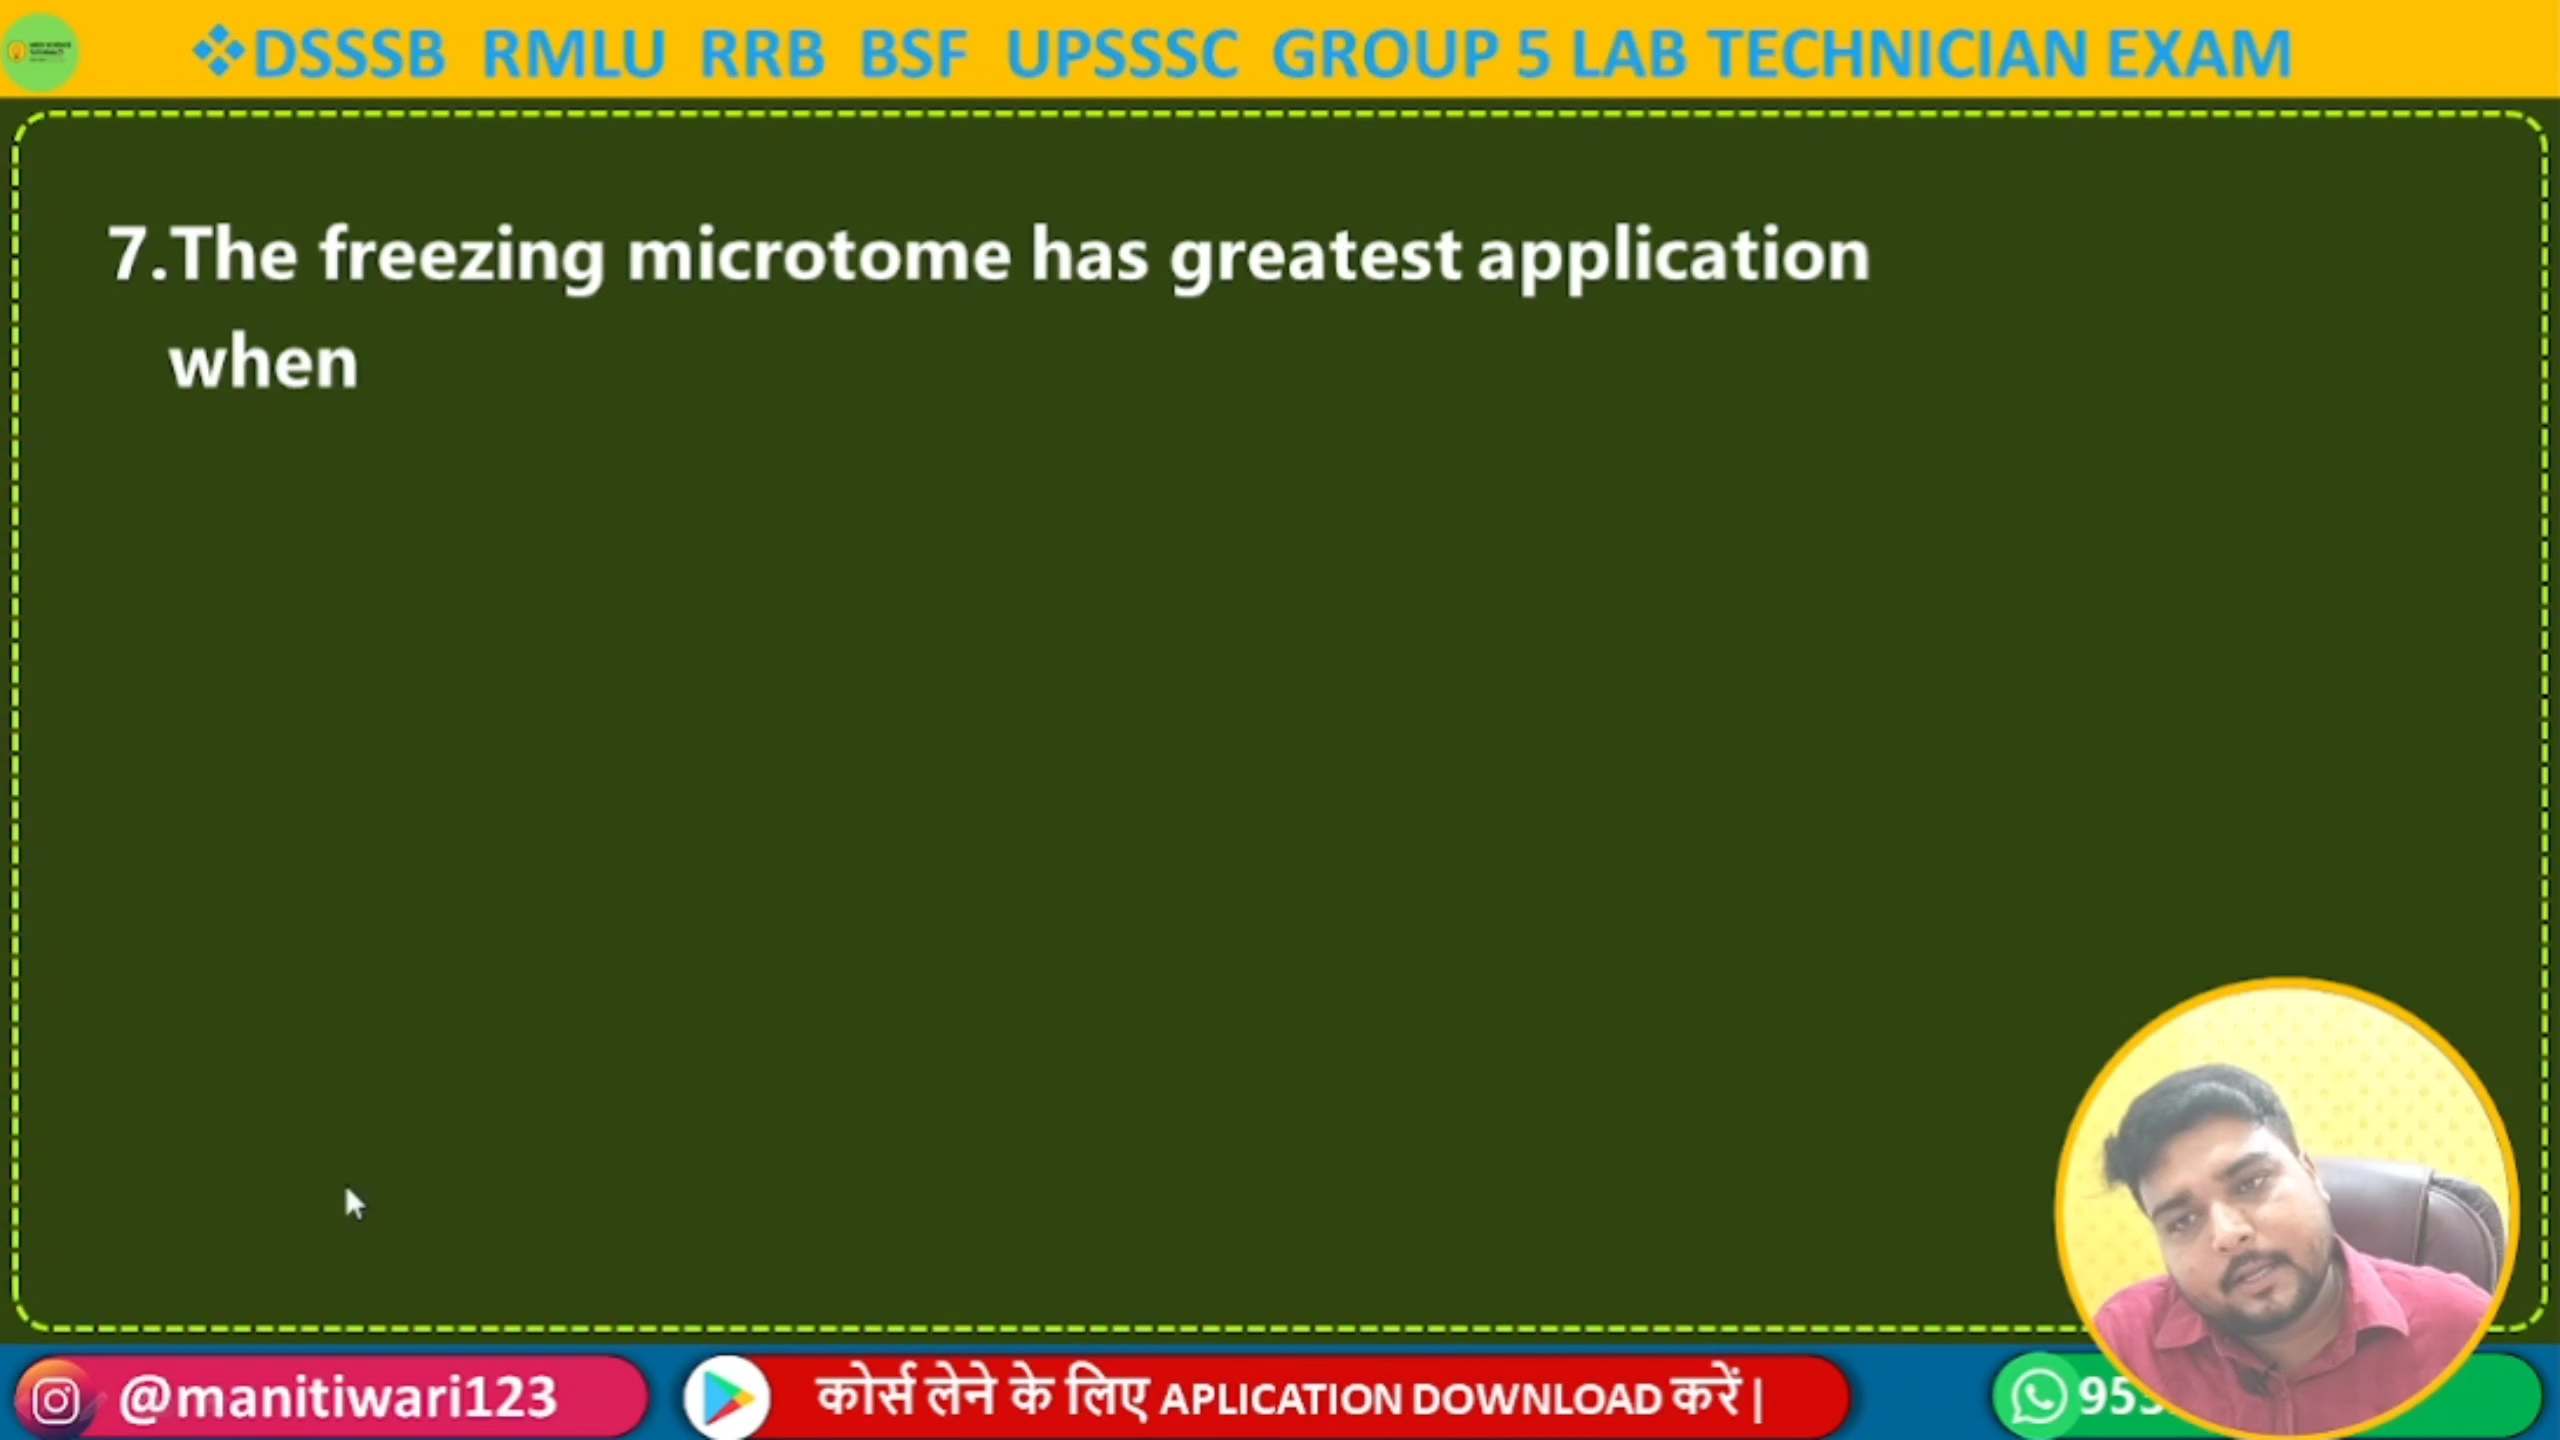 ❖DSSSB RMLU RRB BSF UPSSSC GROUP 5 LAB TECHNICIAN EXAM
7.The freezing microtome has greatest application
when
@manitiwari123
कोर्स लेने के लिए APLICATION DOWNLOAD करें |